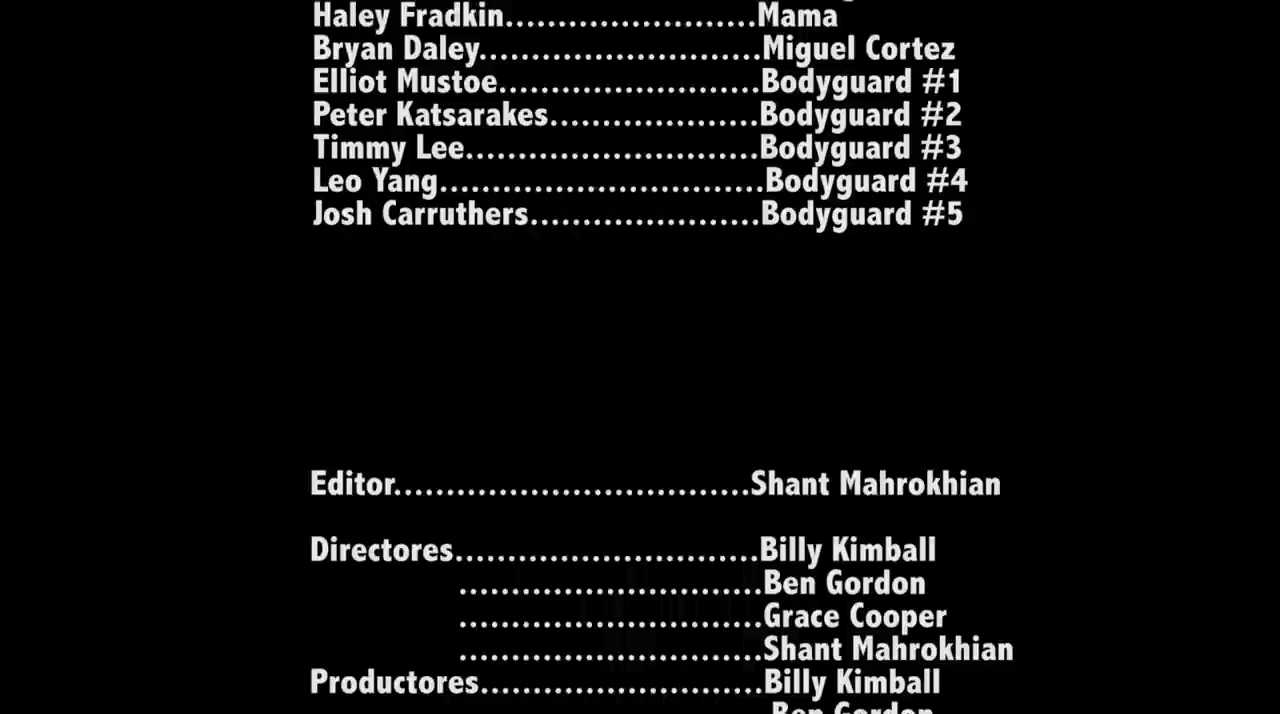 Haley Fradkin........................Mama
Bryan Daley...........................Miguel Cortez
Elliot Mustoe.........................Bodyguard #1
Peter Katsarakes....................Bodyguard #2
Timmy Lee............................Bodyguard #3
Leo Yang...............................Bodyguard #4
Josh Carruthers......................Bodyguard #5
Editor..................................Shant Mahrokhian
Directores.............................Billy Kimball
.............................Ben Gordon
.............................Grace Cooper
.............................Shant Mahrokhian
Productores...........................Billy Kimball
Ben Gordon